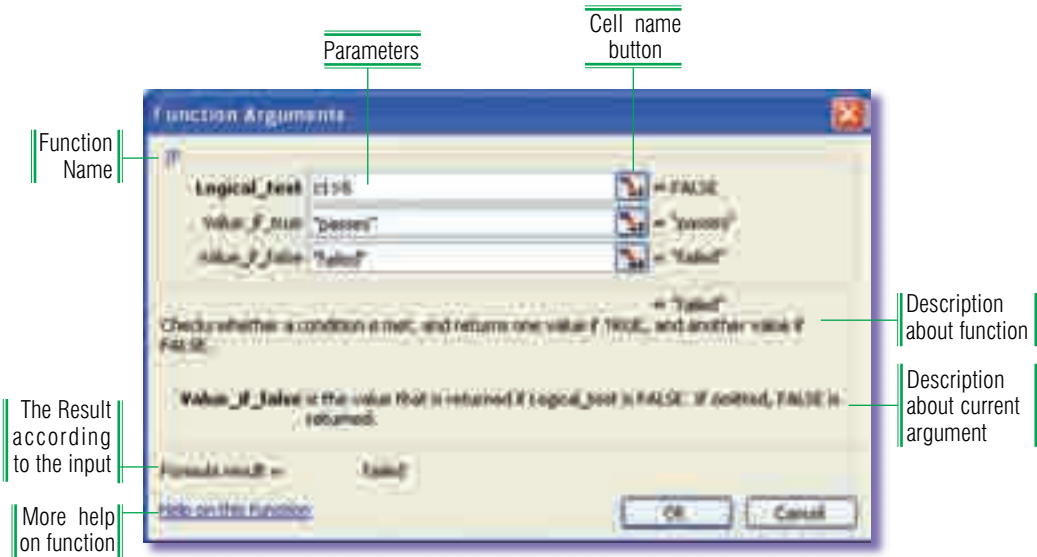 Parameters
Cell name
button
Function Arguments
Function
Name
IF
Logical_test
= FALSE
Value_if_true "passes" = "passes"
Value_if_false "failed" = "failed"
= "failed"
Checks whether a condition is met, and returns one value if TRUE, and another value if
FALSE.
Description
about function
Value_if_false is the value that is returned if Logical_test is FALSE. If omitted, FALSE is
returned.
Description
about current
argument
The Result
according
to the input
Formula result = failed
Help on this function
OK Cancel
More help
on function